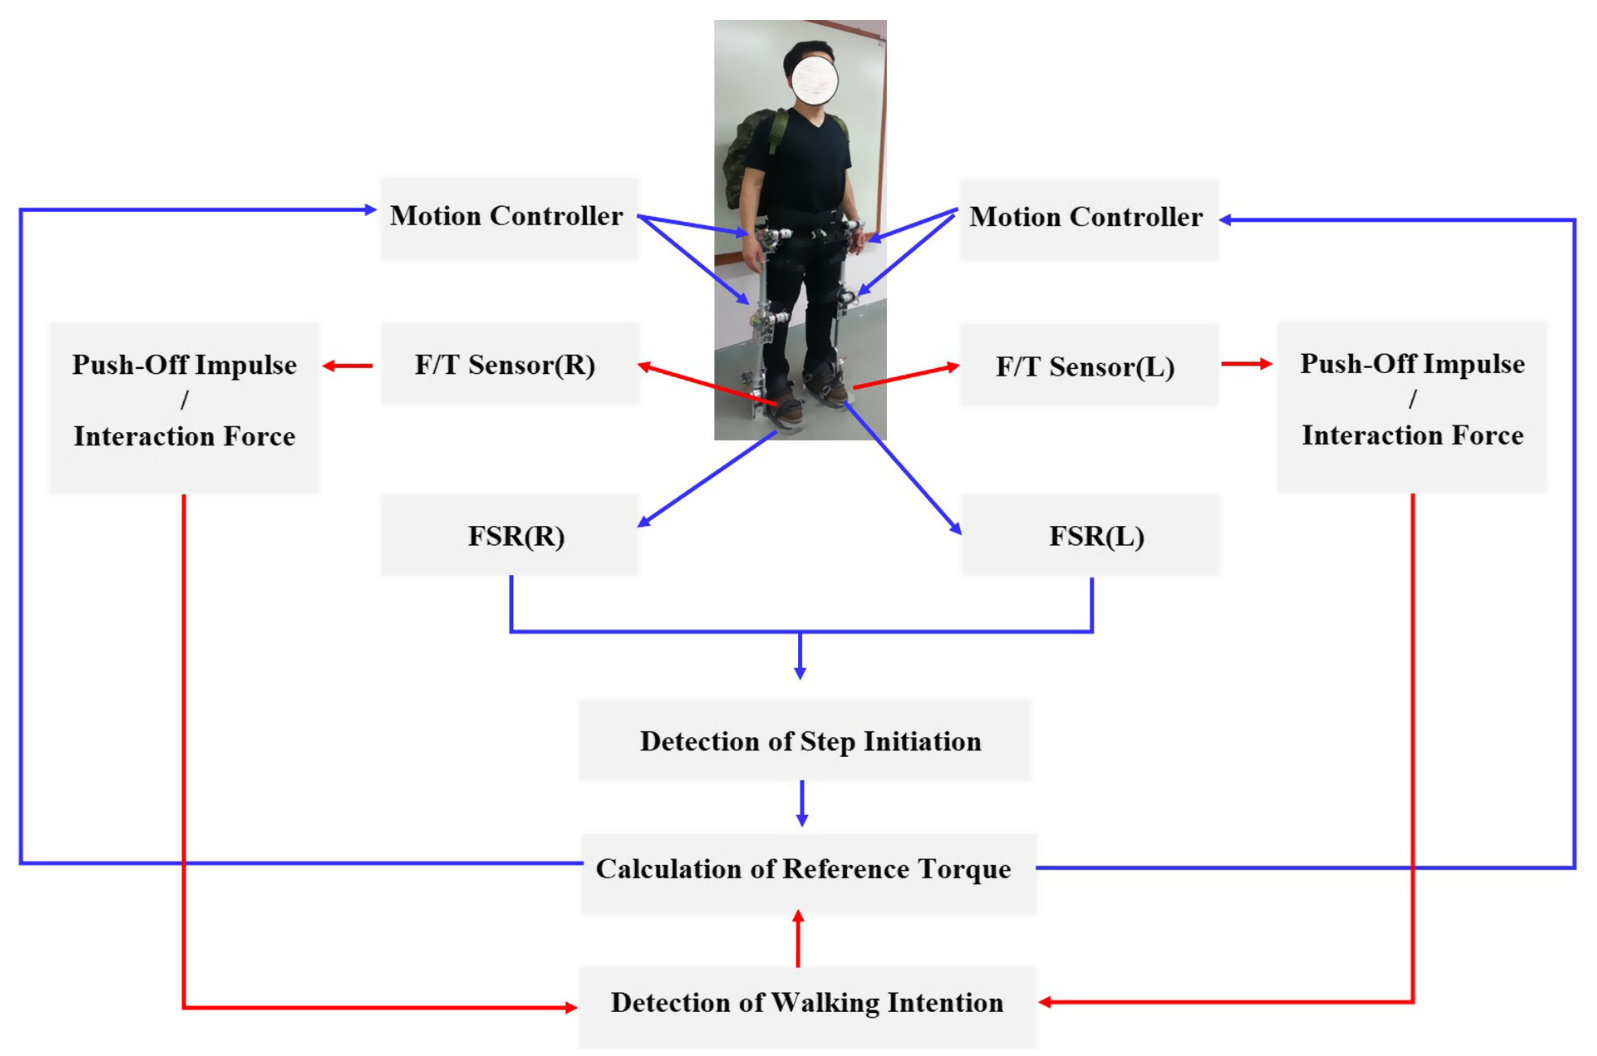 Motion Controller
Motion Controller
Push-Off Impulse
/
Interaction Force
F/T Sensor(R)
F/T Sensor(L)
Push-Off Impulse
/
Interaction Force
FSR(R)
FSR(L)
Detection of Step Initiation
Calculation of Reference Torque
Detection of Walking Intention